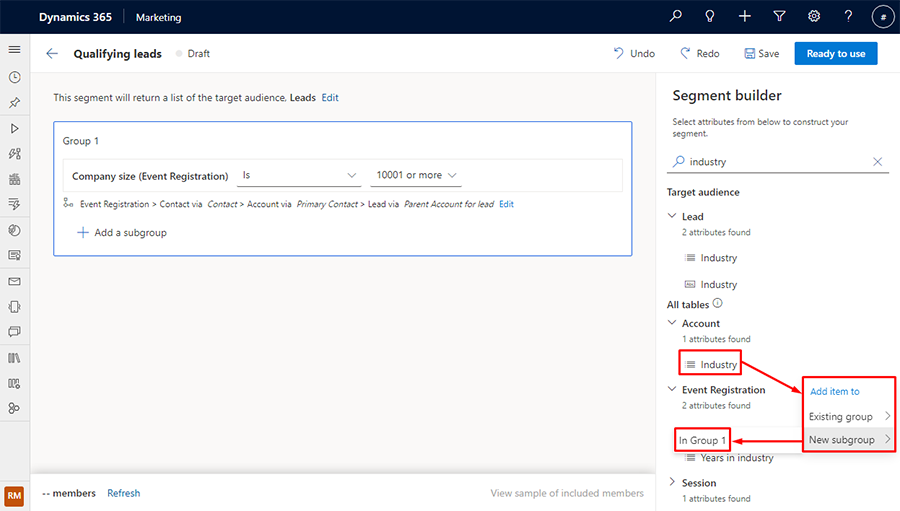 Dynamics 365 Marketing
#
Qualifying leads Draft
Undo Redo Save Ready to use
This segment will return a list of the target audience, Leads Edit
Group 1
Company size (Event Registration) Is 10001 or more
Event Registration > Contact via Contact > Account via Primary Contact > Lead via Parent Account for lead Edit
Add a subgroup
Segment builder
Select attributes from below to construct your
segment.
industry
Target audience
Lead
2 attributes found
Industry
Abc Industry
All tables
Account
1 attributes found
Industry
Event Registration
2 attributes found
Add item to
Existing group
New subgroup
In Group 1
Years in industry
Session
1 attributes found
RM
-- members Refresh
View sample of included members